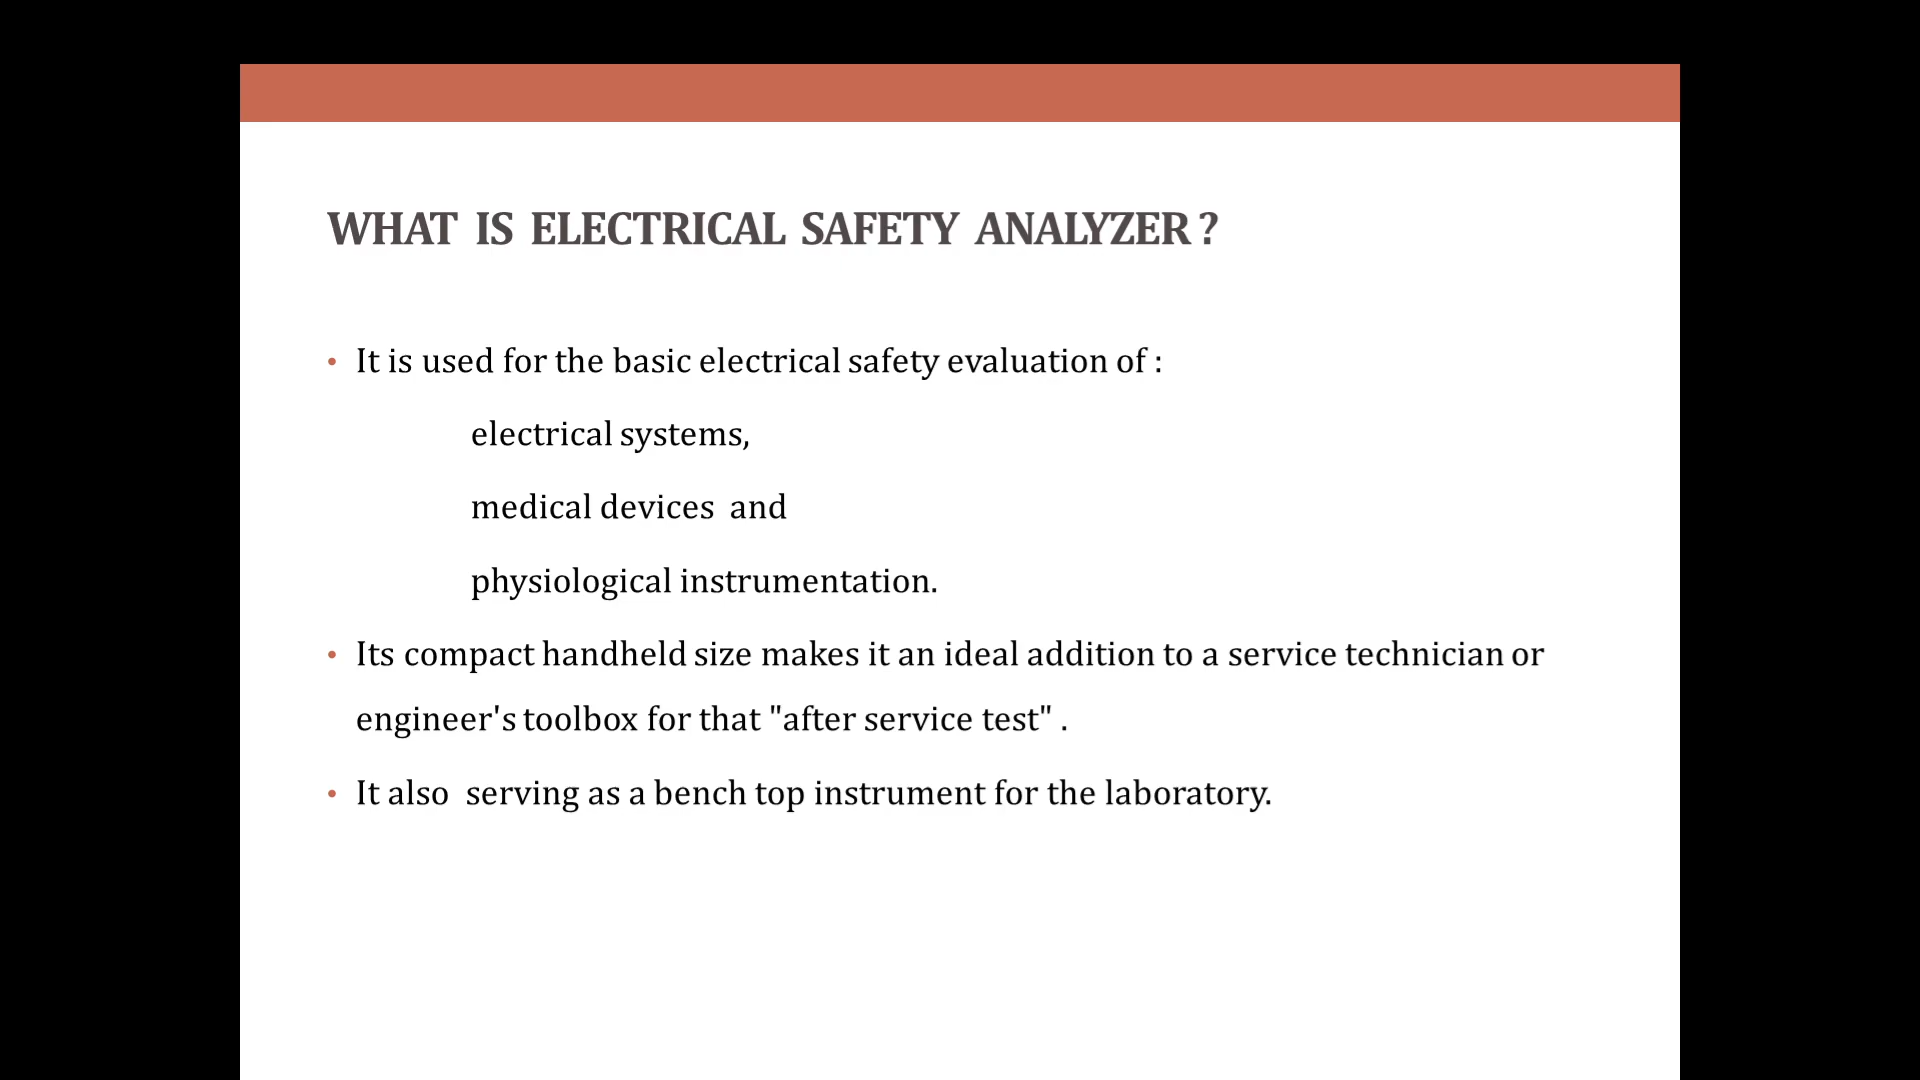 WHAT IS ELECTRICAL SAFETY ANALYZER ?
• It is used for the basic electrical safety evaluation of :
electrical systems,
medical devices and
physiological instrumentation.
• Its compact handheld size makes it an ideal addition to a service technician or
engineer's toolbox for that "after service test" .
• It also serving as a bench top instrument for the laboratory.